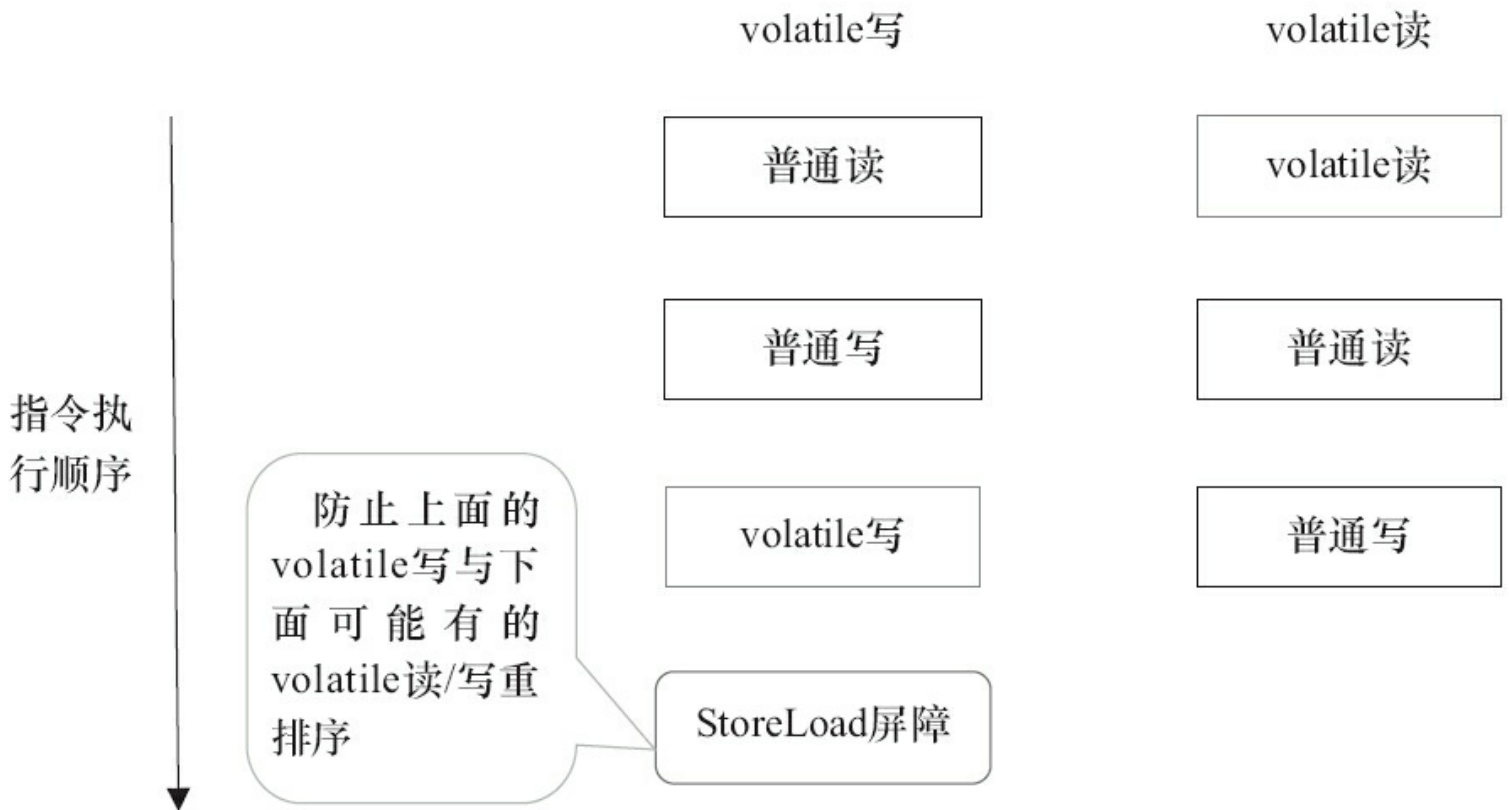 volatile写
volatile读
普通读
volatile读
普通写
普通读
指令执
行顺序
防止上面的
volatile写与下
面可能有的
volatile读/写重
排序
volatile写
普通写
StoreLoad屏障